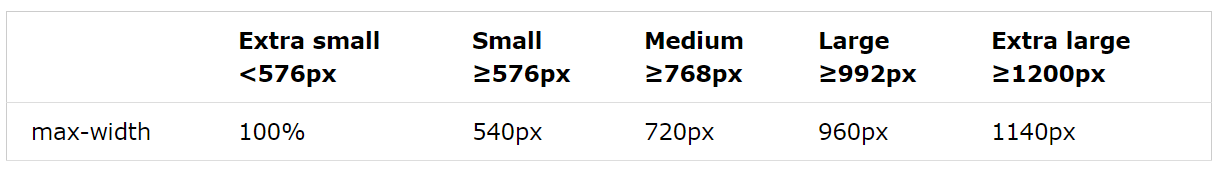 Extra small Small Medium Large Extra large
<576px ≥576px ≥768px ≥992px ≥1200px
max-width 100% 540px 720px 960px 1140px